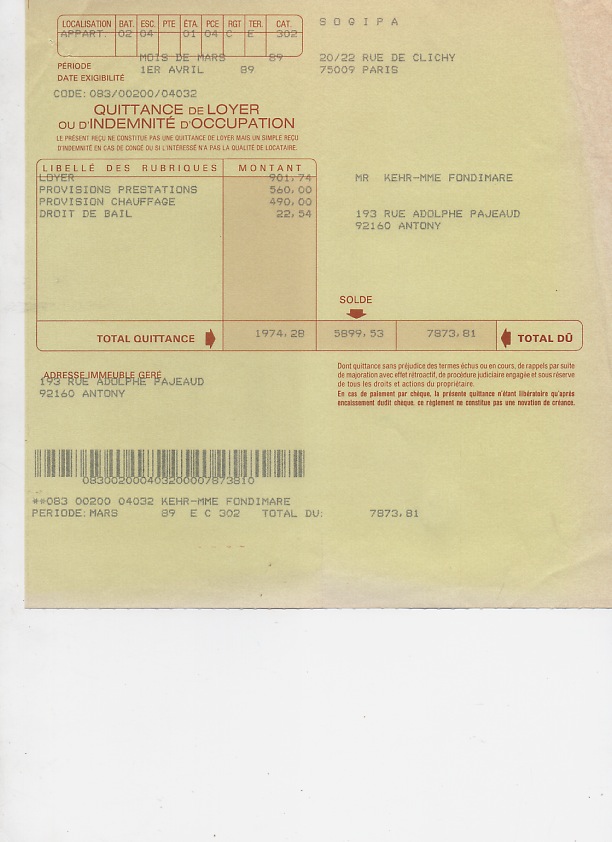 LOCALISATION BAT. ESC. PTE ÉTA. PCE RGT TER. CAT.
APPART. 02 04 01 04 C E 302
SOGIPA
MOIS DE MARS 89
20/22 RUE DE CLICHY
PÉRIODE
1ER AVRIL 89
75009 PARIS
DATE EXIGIBILITÉ
CODE: 083/00200/04032
QUITTANCE DE LOYER
OU D'INDEMNITÉ D'OCCUPATION
LE PRÉSENT REÇU NE CONSTITUE PAS UNE QUITTANCE DE LOYER MAIS UN SIMPLE REÇU
D'INDEMNITÉ EN CAS DE CONGÉ OU SI L'INTÉRESSÉ N'A PAS LA QUALITÉ DE LOCATAIRE.
LIBELLÉ DES RUBRIQUES MONTANT
LOYER 901,74
MR KEHR-MME FONDIMARE
PROVISIONS PRESTATIONS 560,00
PROVISION CHAUFFAGE 490,00
DROIT DE BAIL 22,54
193 RUE ADOLPHE PAJEAUD
92160 ANTONY
SOLDE
TOTAL QUITTANCE 1974,28 5899,53 7873,81 TOTAL DÛ
ADRESSE IMMEUBLE GÉRÉ
193 RUE ADOLPHE PAJEAUD
92160 ANTONY
Dont quittance sans préjudice des termes échus ou en cours, de rappels par suite
de majoration avec effet rétroactif, de procédure judiciaire engagée et sous réserve
de tous les droits et actions du propriétaire.
En cas de paiement par chèque, la présente quittance n'étant libératoire qu'après
encaissement dudit chèque, ce règlement ne constitue pas une novation de créance.
083002000403200007873810
**083 00200 04032 KEHR-MME FONDIMARE
PERIODE: MARS 89 E C 302 TOTAL DU: 7873,81